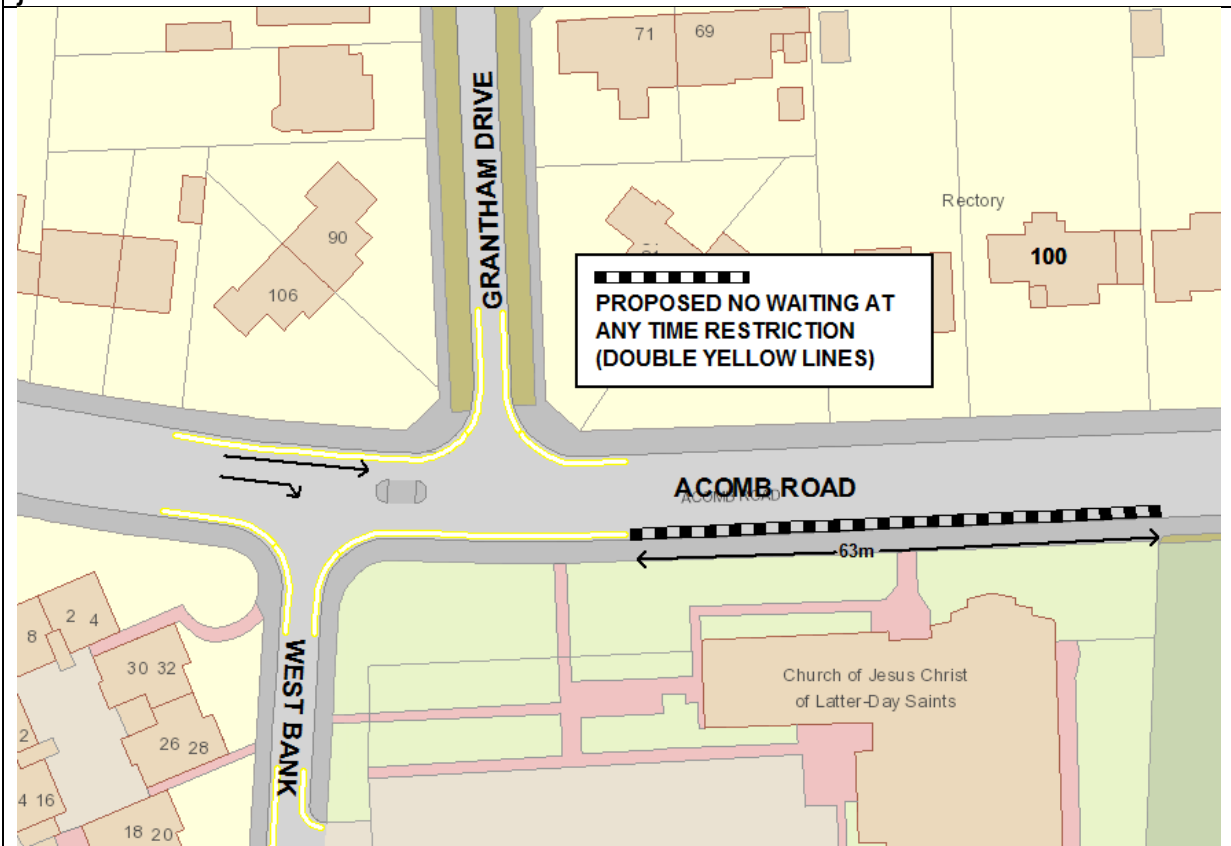 71
69
GRANTHAM DRIVE
Rectory
90
100
106
PROPOSED NO WAITING AT
ANY TIME RESTRICTION
(DOUBLE YELLOW LINES)
ACOMB ROAD
ACOMB ROAD
63m
2 4
8
30 32
WEST BANK
Church of Jesus Christ
of Latter-Day Saints
2
26 28
4 16
18 20